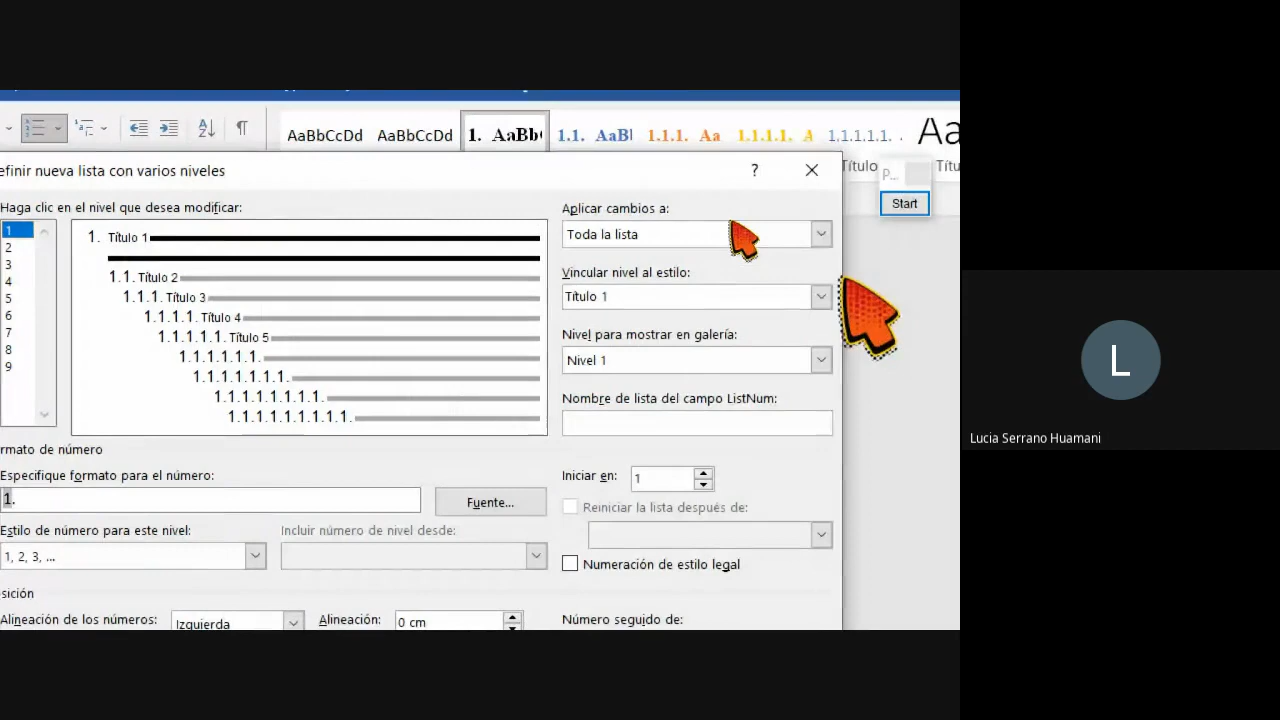 AaBbCcDd AaBbCcDd 1. AaBb( 1.1. AaBl 1.1.1. Aa 1.1.1.1. A 1.1.1.1.1. . Aa
Título Títu
P...
Start
efinir nueva lista con varios niveles
?
Haga clic en el nivel que desea modificar:
1
2
3
4
5
6
7
8
9
1. Título 1
1.1. Título 2
1.1.1. Título 3
1.1.1.1. Título 4
1.1.1.1.1. Título 5
1.1.1.1.1.1.
1.1.1.1.1.1.1.
1.1.1.1.1.1.1.1.
1.1.1.1.1.1.1.1.1.
Aplicar cambios a:
Toda la lista
Vincular nivel al estilo:
Título 1
Nivel para mostrar en galería:
Nivel 1
Nombre de lista del campo ListNum:
rmato de número
Especifique formato para el número:
1.
Fuente...
Iniciar en:
1
Reiniciar la lista después de:
Estilo de número para este nivel:
1, 2, 3, ...
Incluir número de nivel desde:
Numeración de estilo legal
sición
Alineación de los números:
Izquierda
Alineación:
0 cm
Número seguido de:
L
Lucia Serrano Huamani